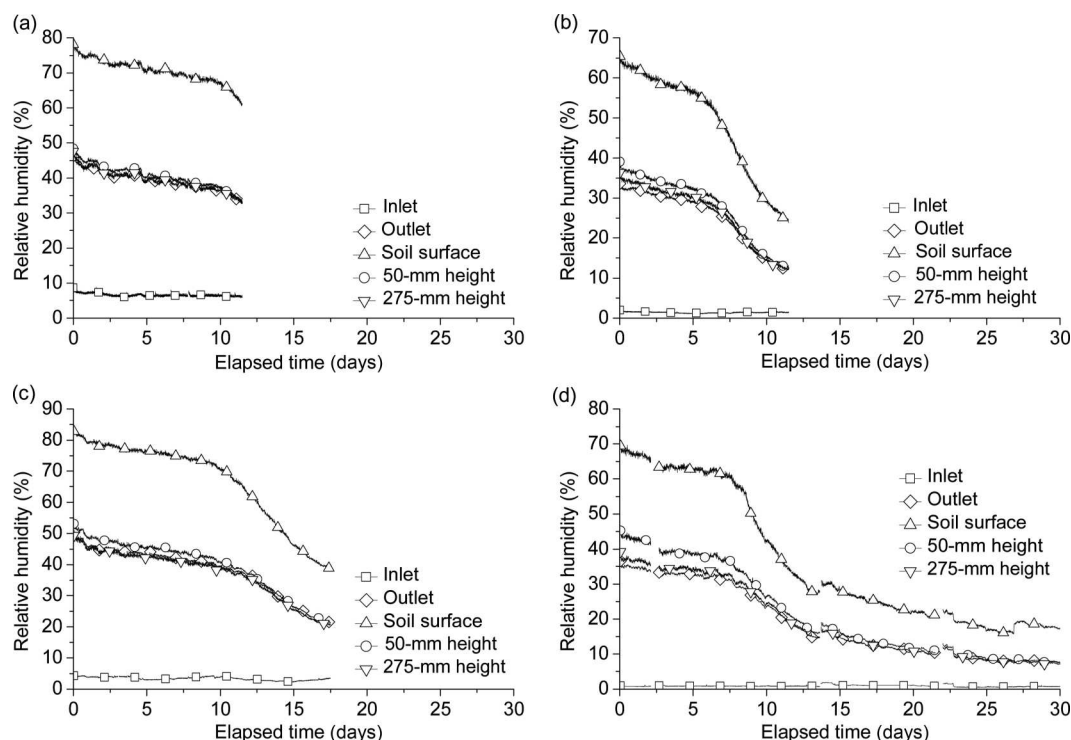 (a)
80
70
60
50
40
30
20
10
0
Relative humidity (%)
0 5 10 15 20 25 30
Elapsed time (days)
Inlet
Outlet
Soil surface
50-mm height
275-mm height
(b)
70
60
50
40
30
20
10
0
Relative humidity (%)
0 5 10 15 20 25 30
Elapsed time (days)
Inlet
Outlet
Soil surface
50-mm height
275-mm height
(c)
90
80
70
60
50
40
30
20
10
0
Relative humidity (%)
0 5 10 15 20 25 30
Elapsed time (days)
Inlet
Outlet
Soil surface
50-mm height
275-mm height
(d)
80
70
60
50
40
30
20
10
0
Relative humidity (%)
0 5 10 15 20 25 30
Elapsed time (days)
Inlet
Outlet
Soil surface
50-mm height
275-mm height